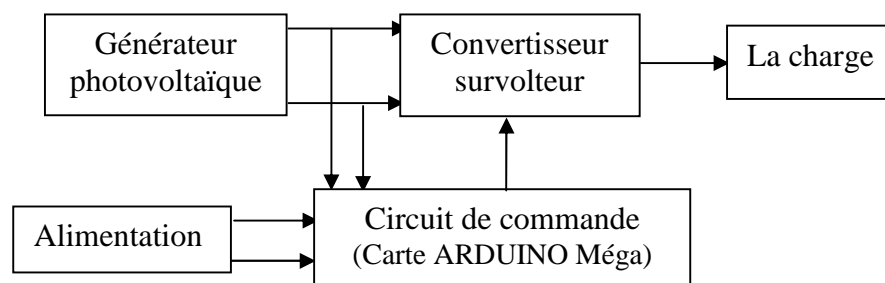 Générateur
photovoltaïque
Convertisseur
survolteur
La charge
Alimentation
Circuit de commande
(Carte ARDUINO Méga)